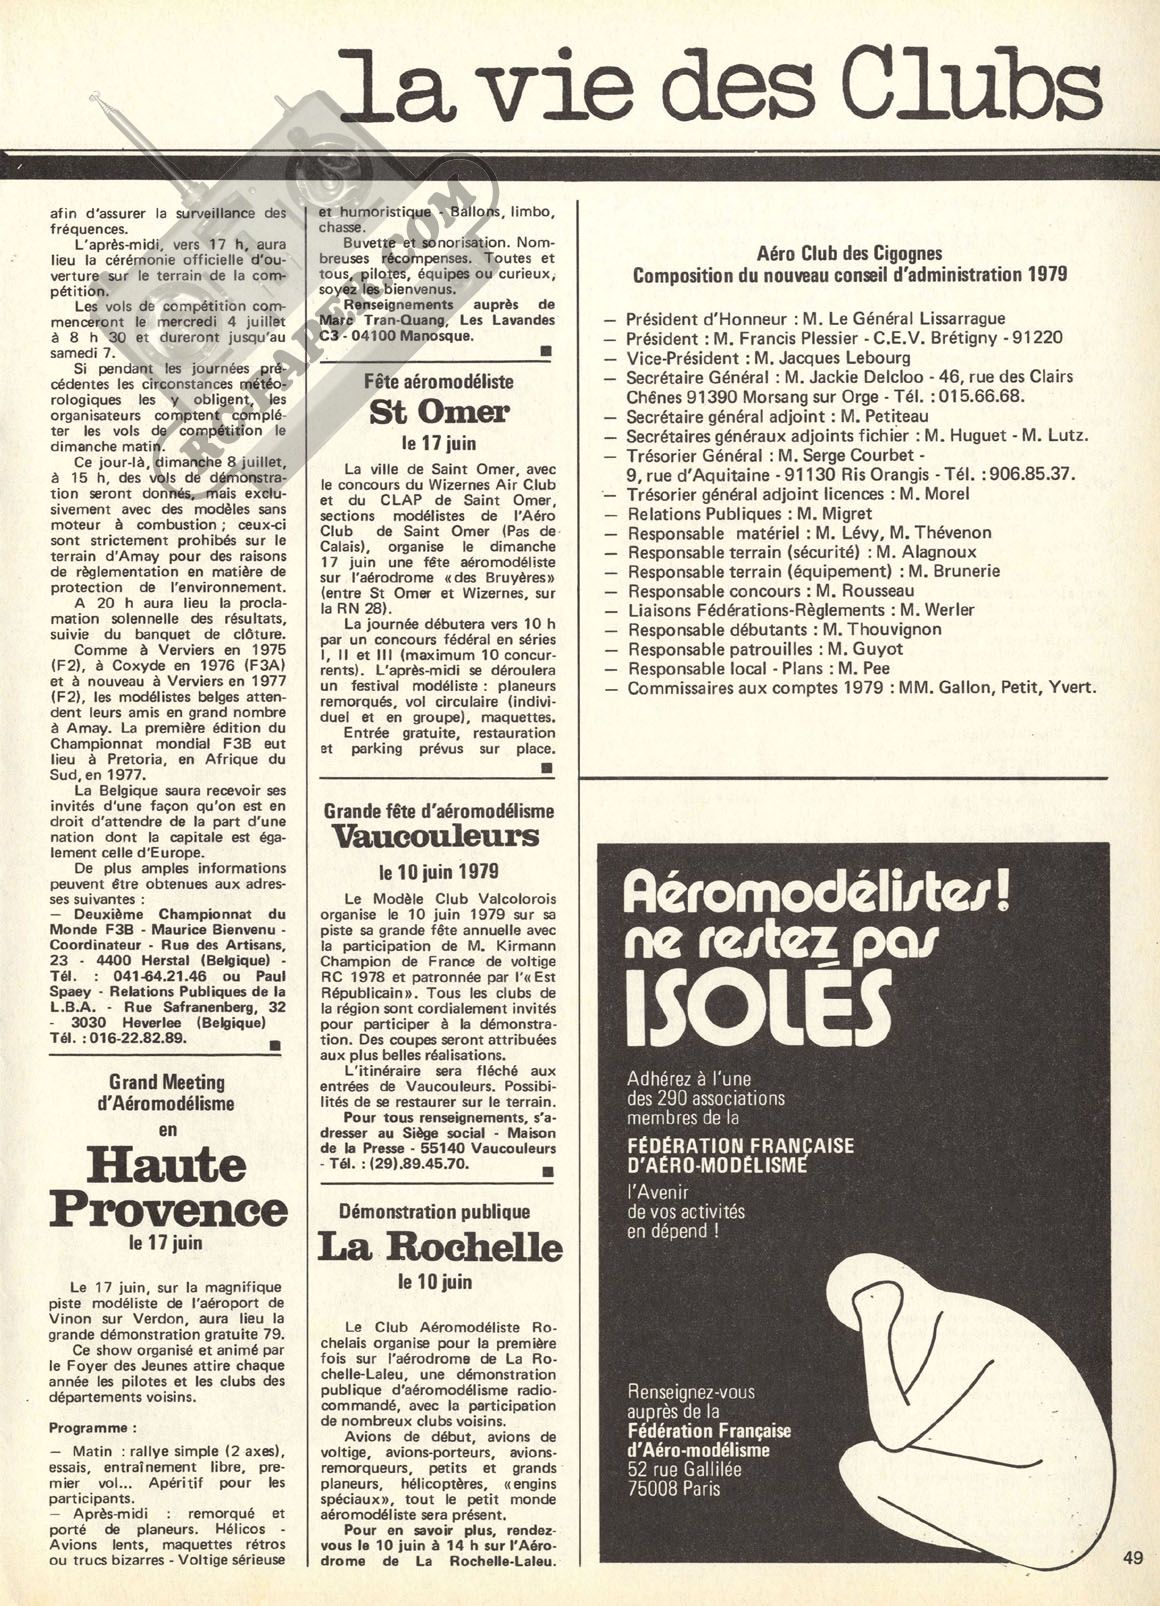 la vie des Clubs
afin d'assurer la surveillance des
fréquences.
L'après-midi, vers 17 h, aura
lieu la cérémonie officielle d'ou-
verture sur le terrain de la com-
pétition.
Les vols de compétition com-
menceront le mercredi 4 juillet
à 8 h 30 et dureront jusqu'au
samedi 7.
Si pendant les journées pré-
cédentes les circonstances météo-
rologiques les y obligent, les
organisateurs comptent complé-
ter les vols de compétition le
dimanche matin.
Ce jour-là, dimanche 8 juillet,
à 15 h, des vols de démonstra-
tion seront donnés, mais exclu-
sivement avec des modèles sans
moteur à combustion ; ceux-ci
sont strictement prohibés sur le
terrain d'Amay pour des raisons
de règlementation en matière de
protection de l'environnement.
A 20 h aura lieu la procla-
mation solennelle des résultats,
suivie du banquet de clôture.
Comme à Verviers en 1975
(F2), à Coxyde en 1976 (F3A)
et à nouveau à Verviers en 1977
(F2), les modélistes belges atten-
dent leurs amis en grand nombre
à Amay. La première édition du
Championnat mondial F3B eut
lieu à Pretoria, en Afrique du
Sud, en 1977.
La Belgique saura recevoir ses
invités d'une façon qu'on est en
droit d'attendre de la part d'une
nation dont la capitale est éga-
lement celle d'Europe.
De plus amples informations
peuvent être obtenues aux adres-
ses suivantes :
— Deuxième Championnat du
Monde F3B - Maurice Bienvenu -
Coordinateur - Rue des Artisans,
23 - 4400 Herstal (Belgique) -
Tél. : 041-64.21.46 ou Paul
Spaey - Relations Publiques de la
L.B.A. - Rue Safranenberg, 32
- 3030 Heverlee (Belgique)
Tél. : 016-22.82.89.
Grand Meeting
d'Aéromodélisme
en
Haute
Provence
le 17 juin
Le 17 juin, sur la magnifique
piste modéliste de l'aéroport de
Vinon sur Verdon, aura lieu la
grande démonstration gratuite 79.
Ce show organisé et animé par
le Foyer des Jeunes attire chaque
année les pilotes et les clubs des
départements voisins.
Programme :
— Matin : rallye simple (2 axes),
essais, entraînement libre, pre-
mier vol... Apéritif pour les
participants.
— Après-midi : remorqué et
porté de planeurs. Hélicos -
Avions lents, maquettes rétros
ou trucs bizarres - Voltige sérieuse
et humoristique - Ballons, limbo,
chasse.
Buvette et sonorisation. Nom-
breuses récompenses. Toutes et
tous, pilotes, équipes ou curieux,
soyez les bienvenus.
Renseignements auprès de
Marc Tran-Quang, Les Lavandes
C3 - 04100 Manosque.
Fête aéromodéliste
St Omer
le 17 juin
La ville de Saint Omer, avec
le concours du Wizernes Air Club
et du CLAP de Saint Omer,
sections modélistes de l'Aéro
Club de Saint Omer (Pas de
Calais), organise le dimanche
17 juin une fête aéromodéliste
sur l'aérodrome «des Bruyères»
(entre St Omer et Wizernes, sur
la RN 28).
La journée débutera vers 10 h
par un concours fédéral en séries
I, II et III (maximum 10 concur-
rents). L'après-midi se déroulera
un festival modéliste : planeurs
remorqués, vol circulaire (indivi-
duel et en groupe), maquettes.
Entrée gratuite, restauration
et parking prévus sur place.
Grande fête d'aéromodélisme
Vaucouleurs
le 10 juin 1979
Le Modèle Club Valcolorois
organise le 10 juin 1979 sur sa
piste sa grande fête annuelle avec
la participation de M. Kirmann
Champion de France de voltige
RC 1978 et patronnée par l'«Est
Républicain». Tous les clubs de
la région sont cordialement invités
pour participer à la démonstra-
tion. Des coupes seront attribuées
aux plus belles réalisations.
L'itinéraire sera fléché aux
entrées de Vaucouleurs. Possibi-
lités de se restaurer sur le terrain.
Pour tous renseignements, s'a-
dresser au Siège social - Maison
de la Presse - 55140 Vaucouleurs
- Tél. : (29).89.45.70.
Démonstration publique
La Rochelle
le 10 juin
Le Club Aéromodéliste Ro-
chelais organise pour la première
fois sur l'aérodrome de La Ro-
chelle-Laleu, une démonstration
publique d'aéromodélisme radio-
commandé, avec la participation
de nombreux clubs voisins.
Avions de début, avions de
voltige, avions-porteurs, avions-
remorqueurs, petits et grands
planeurs, hélicoptères, «engins
spéciaux», tout le petit monde
aéromodéliste sera présent.
Pour en savoir plus, rendez-
vous le 10 juin à 14 h sur l'Aéro-
drome de La Rochelle-Laleu.
Aéro Club des Cigognes
Composition du nouveau conseil d'administration 1979
— Président d'Honneur : M. Le Général Lissarrague
— Président : M. Francis Plessier - C.E.V. Brétigny - 91220
— Vice-Président : M. Jacques Lebourg
— Secrétaire Général : M. Jackie Delcloo - 46, rue des Clairs
Chênes 91390 Morsang sur Orge - Tél. : 015.66.68.
— Secrétaire général adjoint : M. Petiteau
— Secrétaires généraux adjoints fichier : M. Huguet - M. Lutz.
— Trésorier Général : M. Serge Courbet -
9, rue d'Aquitaine - 91130 Ris Orangis - Tél. : 906.85.37.
— Trésorier général adjoint licences : M. Morel
— Relations Publiques : M. Migret
— Responsable matériel : M. Lévy, M. Thévenon
— Responsable terrain (sécurité) : M. Alagnoux
— Responsable terrain (équipement) : M. Brunerie
— Responsable concours : M. Rousseau
— Liaisons Fédérations-Règlements : M. Werler
— Responsable débutants : M. Thouvignon
— Responsable patrouilles : M. Guyot
— Responsable local - Plans : M. Pee
— Commissaires aux comptes 1979 : MM. Gallon, Petit, Yvert.
Aéromodélistes!
ne restez pas
ISOLÉS
Adhérez à l'une
des 290 associations
membres de la
FÉDÉRATION FRANÇAISE
D'AÉRO-MODÉLISME
l'Avenir
de vos activités
en dépend !
Renseignez-vous
auprès de la
Fédération Française
d'Aéro-modélisme
52 rue Gallilée
75008 Paris
49
RC-TAPER.COM